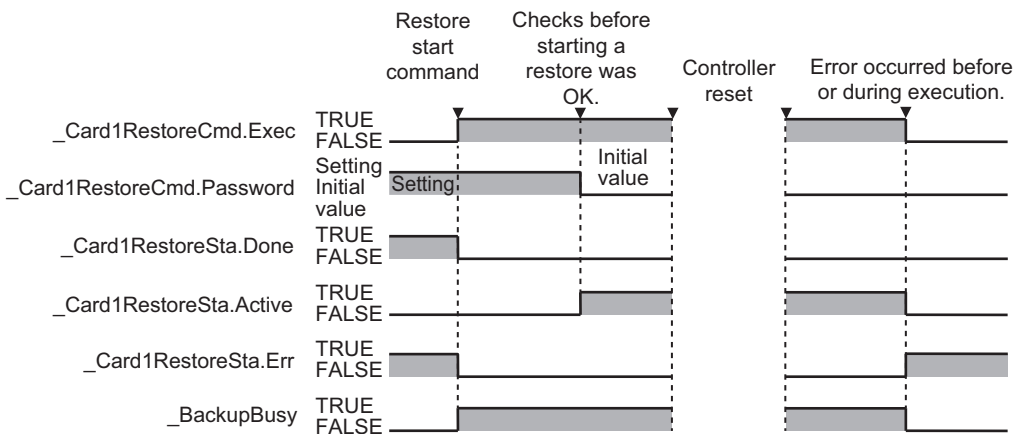 Restore
start
command
Checks before
starting a
restore was
OK.
Controller
reset
Error occurred before
or during execution.
_Card1RestoreCmd.Exec
TRUE
FALSE
_Card1RestoreCmd.Password
Setting
Initial
value
Setting
Initial
value
_Card1RestoreSta.Done
TRUE
FALSE
_Card1RestoreSta.Active
TRUE
FALSE
_Card1RestoreSta.Err
TRUE
FALSE
_BackupBusy
TRUE
FALSE